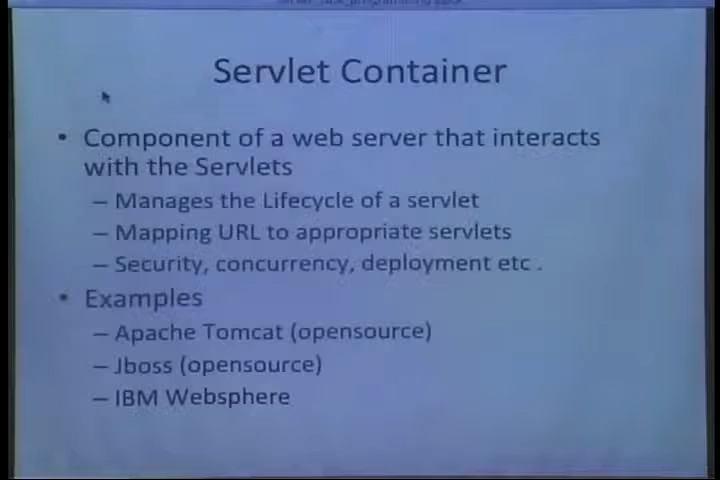 Servlet Container
• Component of a web server that interacts
with the Servlets
– Manages the Lifecycle of a servlet
– Mapping URL to appropriate servlets
– Security, concurrency, deployment etc .
• Examples
– Apache Tomcat (opensource)
– Jboss (opensource)
– IBM Websphere